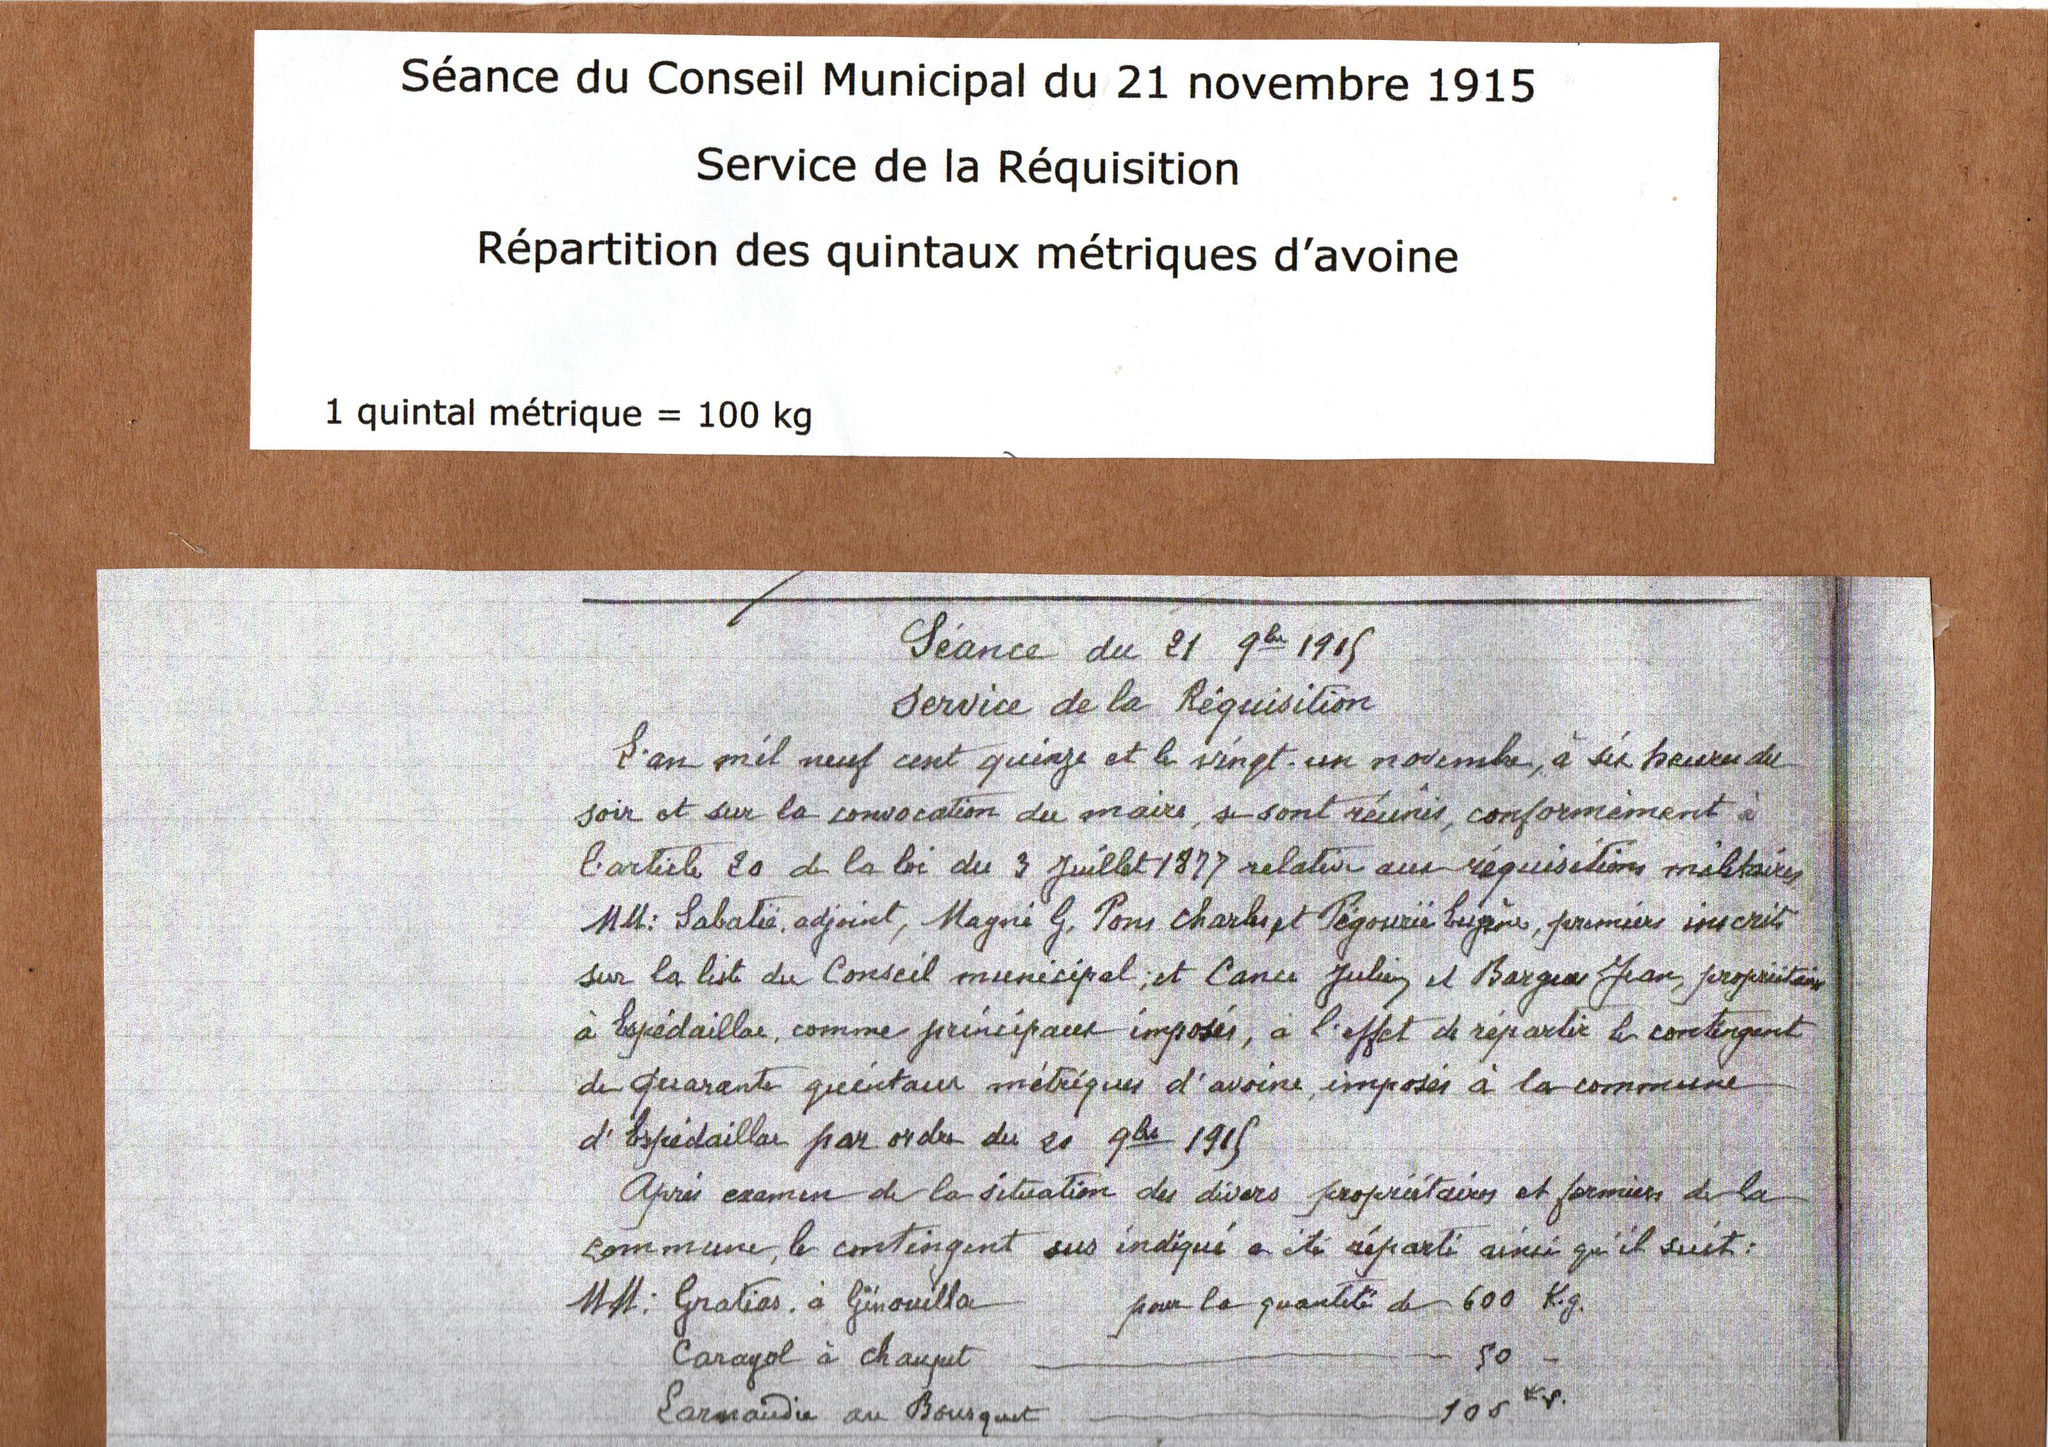 Séance du Conseil Municipal du 21 novembre 1915
Service de la Réquisition
Répartition des quintaux métriques d'avoine
1 quintal métrique = 100 kg
Séance du 21 9bre 1915
Service de la Réquisition
L'an mil neuf cent quinze et le vingt-un novembre, à six heures du
soir et sur la convocation du maire, se sont réunis, conformément à
l'article 20 de la loi du 3 Juillet 1877 relative aux réquisitions militaires,
MM: Sabatié, adjoint, Magné G, Pons Charles et Pégourié Eugène, premiers inscrits
sur la liste du Conseil municipal; et Cance Julien et Bargues Jean, propriétaires
à Espédaillac, comme principaux imposés, à l'effet de répartir le contingent
de quarante quintaux métriques d'avoine, imposés à la commune
d'Espédaillac par ordre du 20 9bre 1915
Après examen de la situation des divers propriétaires et fermiers de la
commune, le contingent sus indiqué a été réparti ainsi qu'il suit:
MM: Gratias, à Génouilla pour la quantité de 600 K.g.
Carayol à 50 -
Larnaudie au Bousquet 105 K.g.